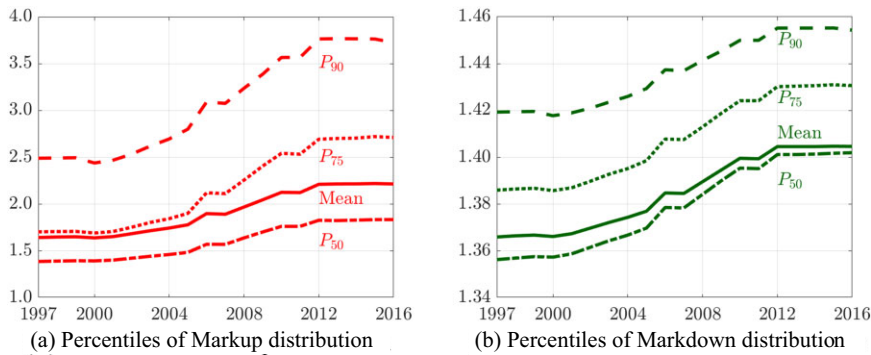 4.0
3.5
3.0
2.5
2.0
1.5
1.0
P90
P75
Mean
P50
1997 2000 2004 2008 2012 2016
(a) Percentiles of Markup distribution
1.46
1.44
1.42
1.40
1.38
1.36
1.34
P90
P75
Mean
P50
1997 2000 2004 2008 2012 2016
(b) Percentiles of Markdown distribution